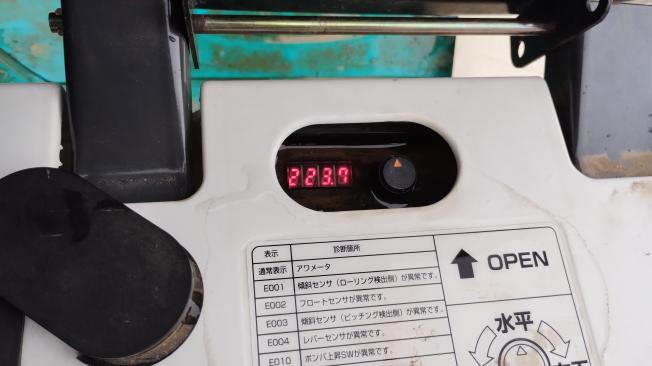 223.7
表示 診断箇所
通常表示 アワメータ
E001 傾斜センサ（ローリング検出側）が異常です。
E002 フロートセンサが異常です。
E003 傾斜センサ（ピッチング検出側）が異常です。
E004 レバーセンサが異常です。
E010 ポンパ上昇SWが異常です。
OPEN
水平